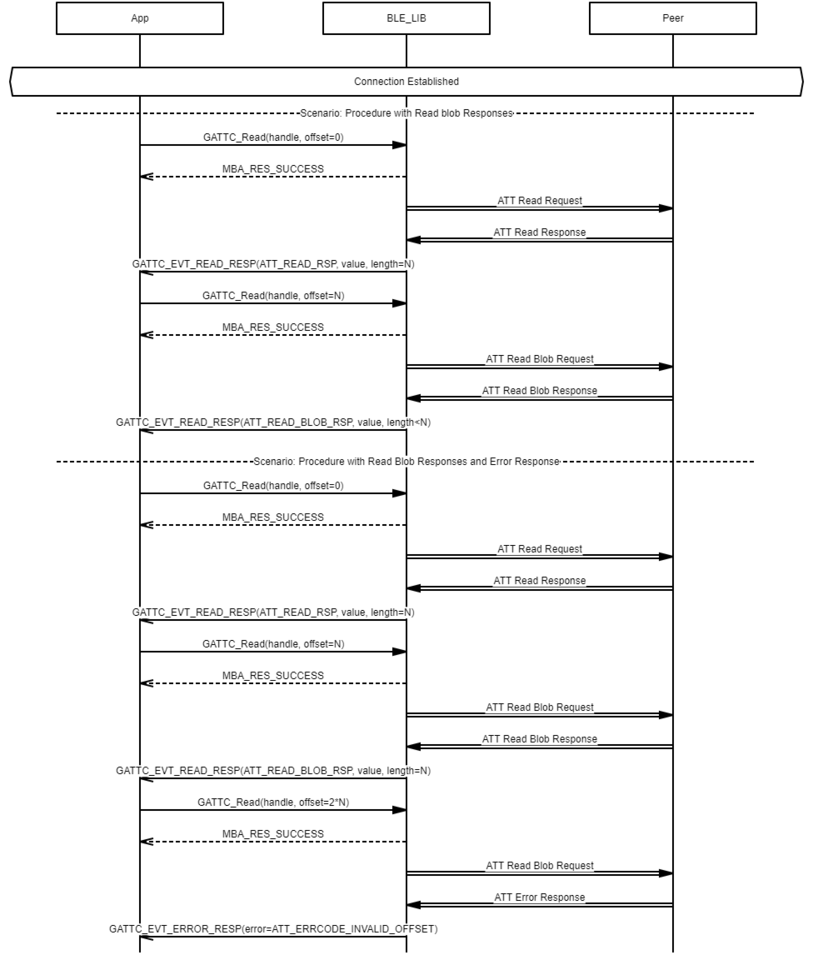 App
BLE_LIB
Peer
Connection Established
Scenario: Procedure with Read blob Responses
GATTC_Read(handle, offset=0)
MBA_RES_SUCCESS
ATT Read Request
ATT Read Response
GATTC_EVT_READ_RESP(ATT_READ_RSP, value, length=N)
GATTC_Read(handle, offset=N)
MBA_RES_SUCCESS
ATT Read Blob Request
ATT Read Blob Response
GATTC_EVT_READ_RESP(ATT_READ_BLOB_RSP, value, length<N)
Scenario: Procedure with Read Blob Responses and Error Response
GATTC_Read(handle, offset=0)
MBA_RES_SUCCESS
ATT Read Request
ATT Read Response
GATTC_EVT_READ_RESP(ATT_READ_RSP, value, length=N)
GATTC_Read(handle, offset=N)
MBA_RES_SUCCESS
ATT Read Blob Request
ATT Read Blob Response
GATTC_EVT_READ_RESP(ATT_READ_BLOB_RSP, value, length=N)
GATTC_Read(handle, offset=2*N)
MBA_RES_SUCCESS
ATT Read Blob Request
ATT Error Response
GATTC_EVT_ERROR_RESP(error=ATT_ERRCODE_INVALID_OFFSET)